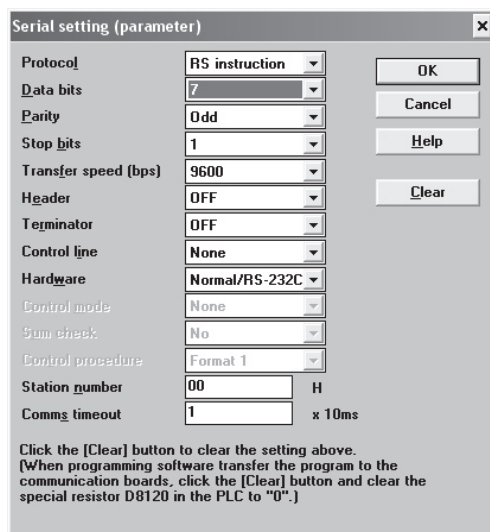 Serial setting (parameter)
Protocol RS instruction OK
Data bits 7
Cancel
Parity Odd
Stop bits 1 Help
Transfer speed (bps) 9600
Header OFF Clear
Terminator OFF
Control line None
Hardware Normal/RS-232C
Control mode None
Sum check No
Control procedure Format 1
Station number 00 H
Comms timeout 1 x 10ms
Click the [Clear] button to clear the setting above.
(When programming software transfer the program to the
communication boards, click the [Clear] button and clear the
special resistor D8120 in the PLC to "0".)